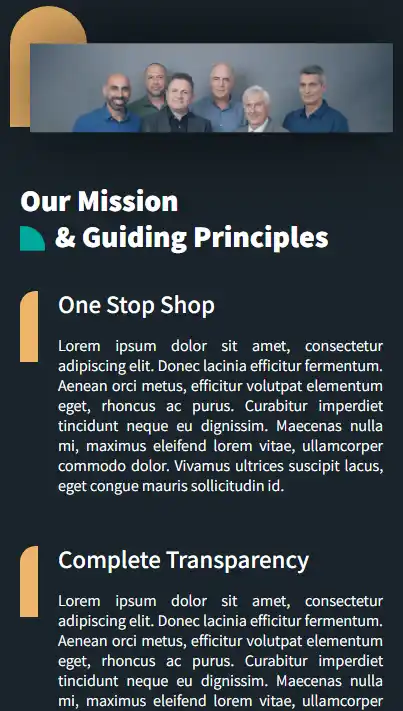 Our Mission
& Guiding Principles
One Stop Shop
Lorem ipsum dolor sit amet, consectetur
adipiscing elit. Donec lacinia efficitur fermentum.
Aenean orci metus, efficitur volutpat elementum
eget, rhoncus ac purus. Curabitur imperdiet
tincidunt neque eu dignissim. Maecenas nulla
mi, maximus eleifend lorem vitae, ullamcorper
commodo dolor. Vivamus ultrices suscipit lacus,
eget congue mauris sollicitudin id.
Complete Transparency
Lorem ipsum dolor sit amet, consectetur
adipiscing elit. Donec lacinia efficitur fermentum.
Aenean orci metus, efficitur volutpat elementum
eget, rhoncus ac purus. Curabitur imperdiet
tincidunt neque eu dignissim. Maecenas nulla
mi, maximus eleifend lorem vitae, ullamcorper